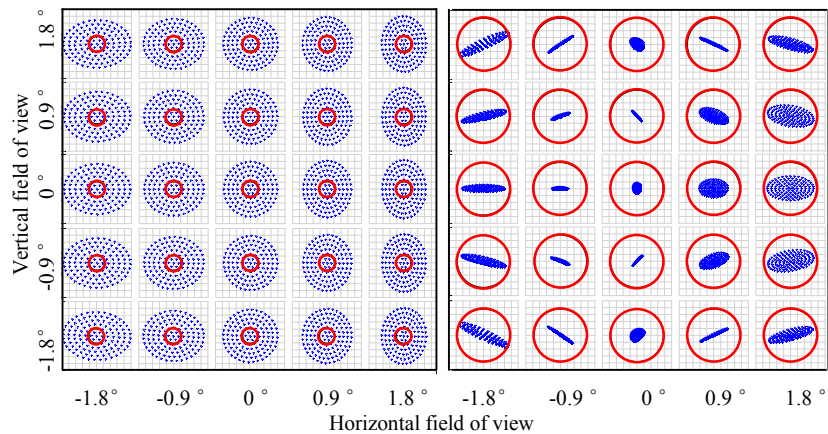 Vertical field of view
1.8°
0.9°
0°
-0.9°
-1.8°
-1.8° -0.9° 0° 0.9° 1.8° -1.8° -0.9° 0° 0.9° 1.8°
Horizontal field of view